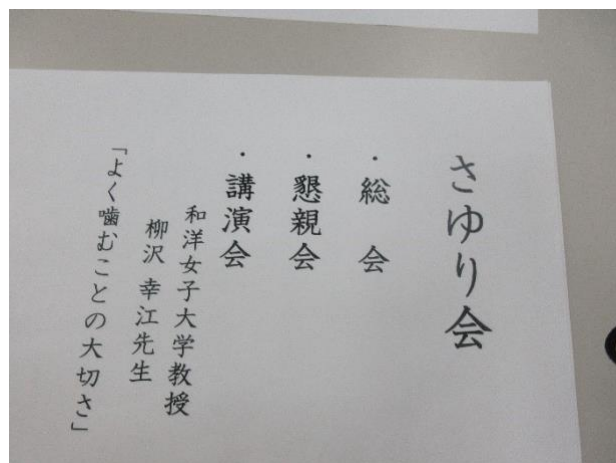 さゆり会
・総　会
・懇親会
・講演会
和洋女子大学教授
柳沢 幸江先生
「よく噛むことの大切さ」